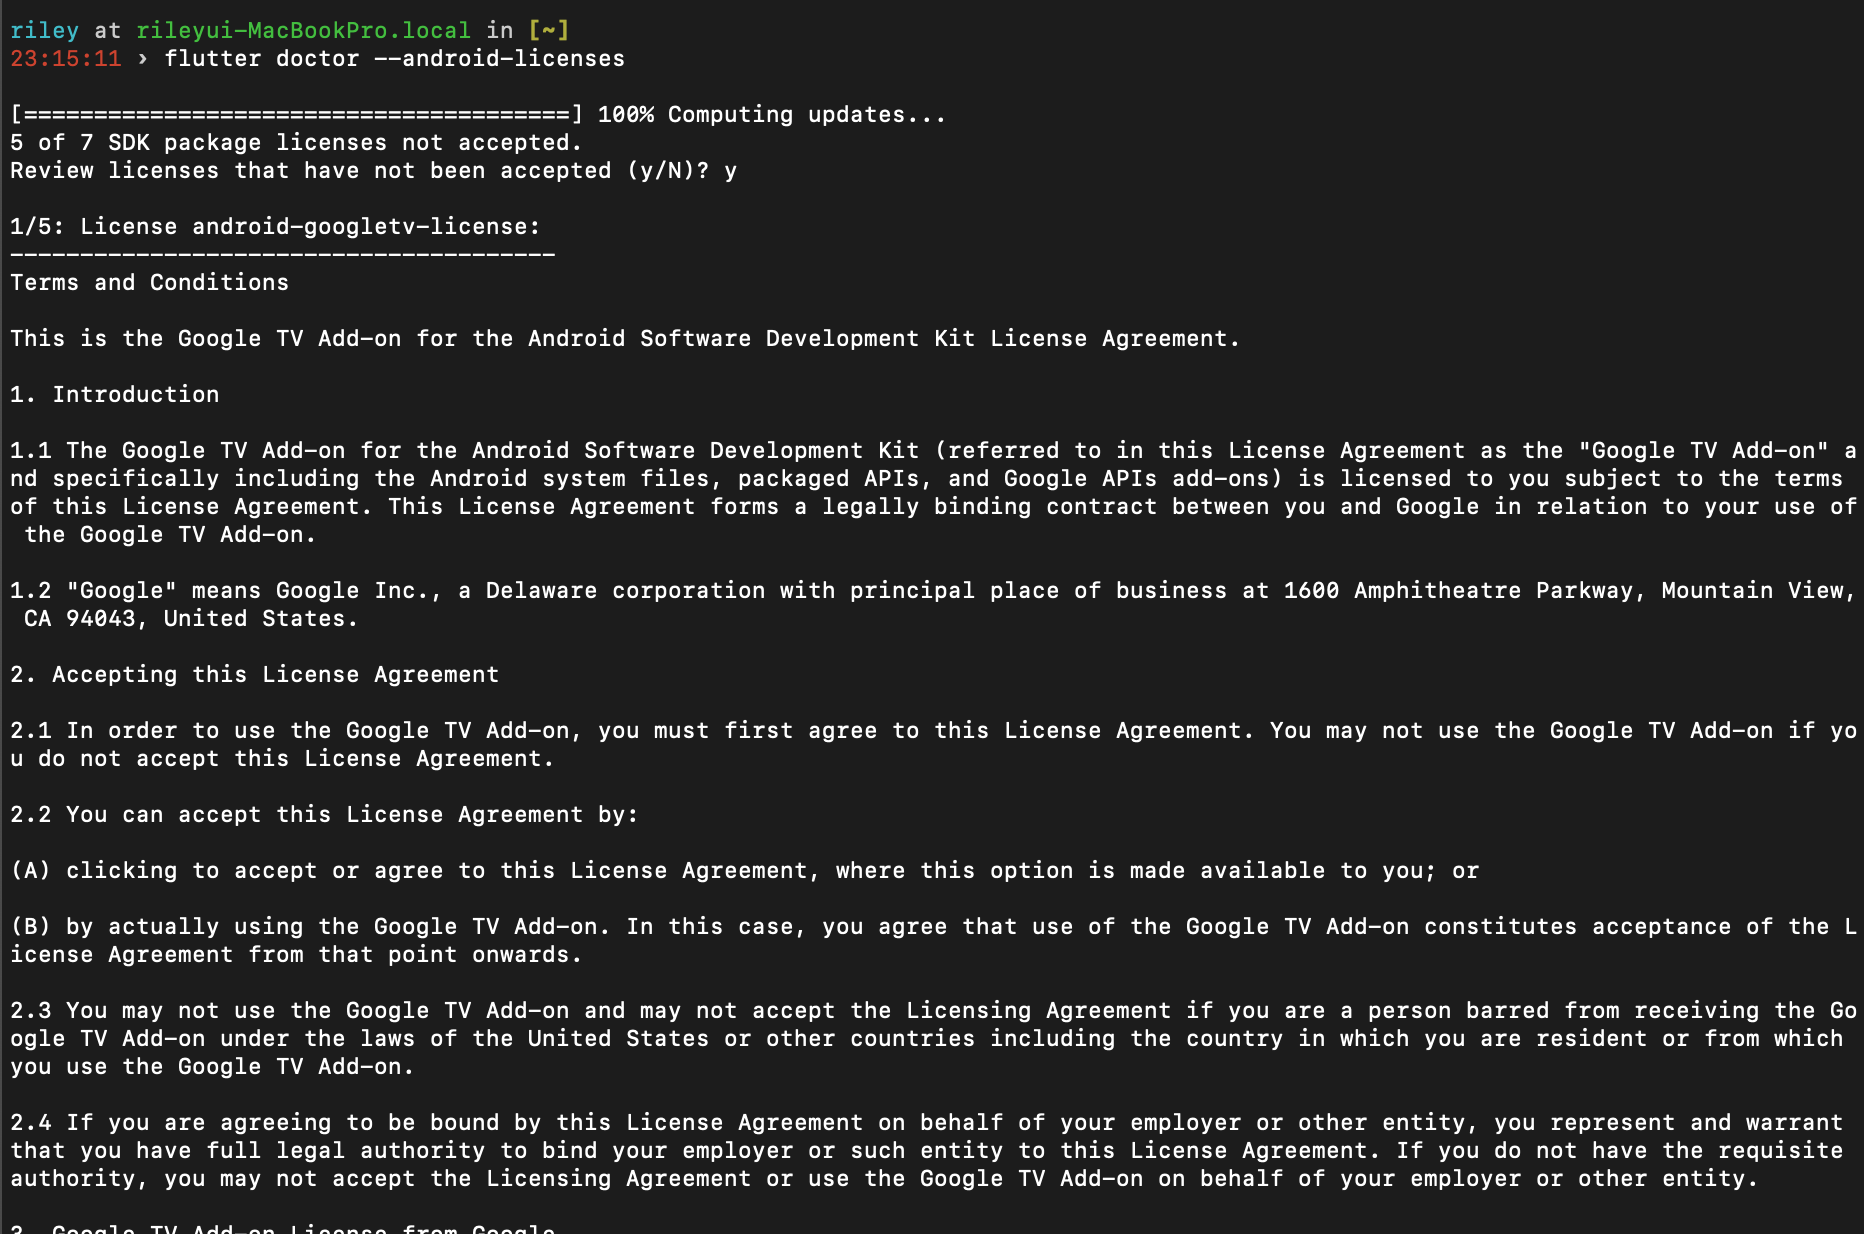 riley at rileyui-MacBookPro.local in [~]
23:15:11 › flutter doctor --android-licenses
[=======================================] 100% Computing updates...
5 of 7 SDK package licenses not accepted.
Review licenses that have not been accepted (y/N)? y
1/5: License android-googletv-license:
---------------------------------------
Terms and Conditions
This is the Google TV Add-on for the Android Software Development Kit License Agreement.
1. Introduction
1.1 The Google TV Add-on for the Android Software Development Kit (referred to in this License Agreement as the "Google TV Add-on" a
nd specifically including the Android system files, packaged APIs, and Google APIs add-ons) is licensed to you subject to the terms
of this License Agreement. This License Agreement forms a legally binding contract between you and Google in relation to your use of
the Google TV Add-on.
1.2 "Google" means Google Inc., a Delaware corporation with principal place of business at 1600 Amphitheatre Parkway, Mountain View,
CA 94043, United States.
2. Accepting this License Agreement
2.1 In order to use the Google TV Add-on, you must first agree to this License Agreement. You may not use the Google TV Add-on if yo
u do not accept this License Agreement.
2.2 You can accept this License Agreement by:
(A) clicking to accept or agree to this License Agreement, where this option is made available to you; or
(B) by actually using the Google TV Add-on. In this case, you agree that use of the Google TV Add-on constitutes acceptance of the L
icense Agreement from that point onwards.
2.3 You may not use the Google TV Add-on and may not accept the Licensing Agreement if you are a person barred from receiving the Go
ogle TV Add-on under the laws of the United States or other countries including the country in which you are resident or from which
you use the Google TV Add-on.
2.4 If you are agreeing to be bound by this License Agreement on behalf of your employer or other entity, you represent and warrant
that you have full legal authority to bind your employer or such entity to this License Agreement. If you do not have the requisite
authority, you may not accept the Licensing Agreement or use the Google TV Add-on on behalf of your employer or other entity.
3. Google TV Add-on License from Google